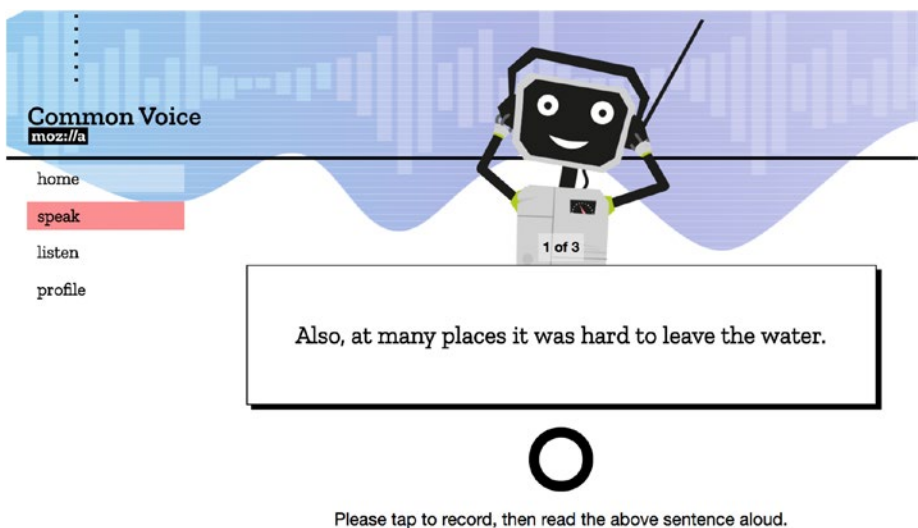 Common Voice
moz://a
home
speak
listen
profile
1 of 3
Also, at many places it was hard to leave the water.
Please tap to record, then read the above sentence aloud.